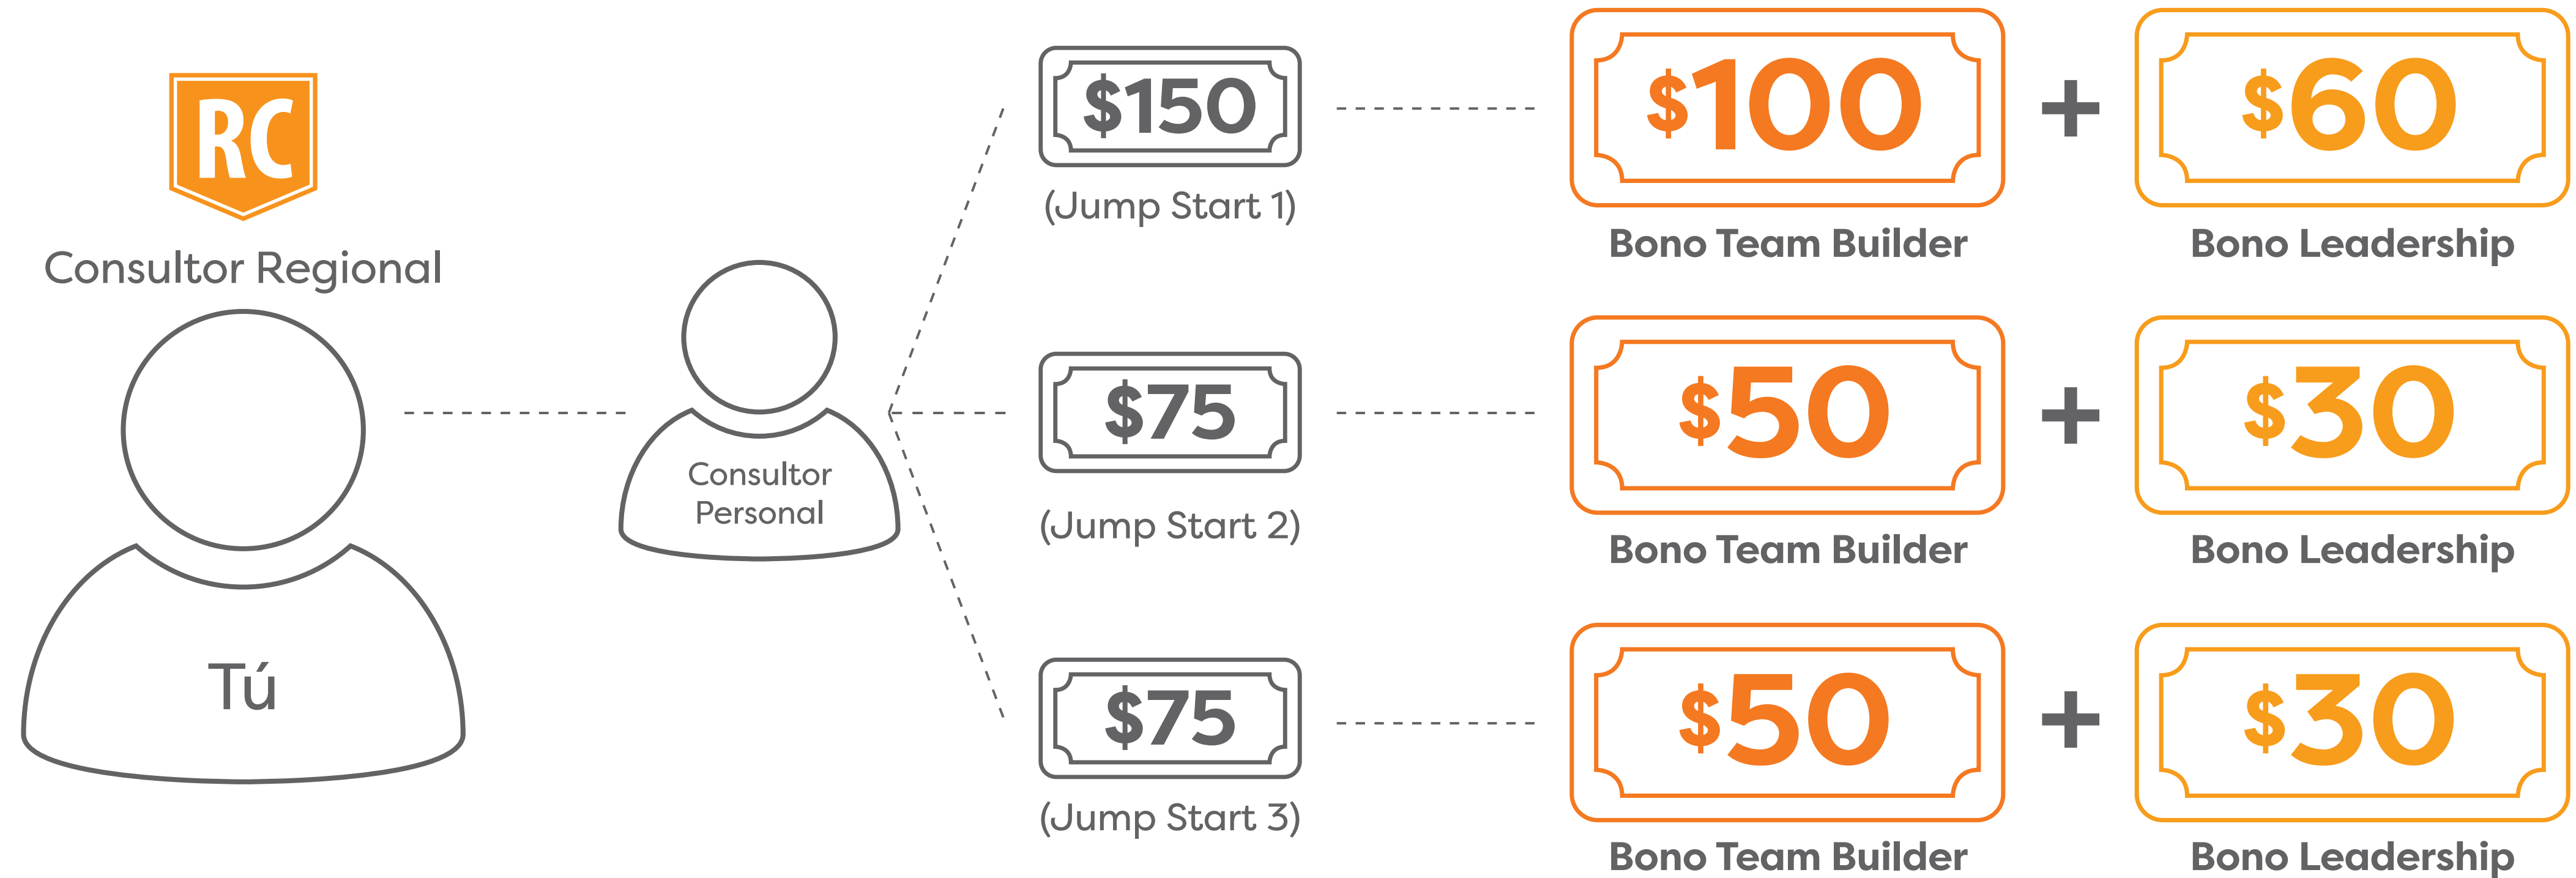 RC
Consultor Regional
Tú
Consultor
Personal
$150
(Jump Start 1)
$100
Bono Team Builder
+
$60
Bono Leadership
$75
(Jump Start 2)
$50
Bono Team Builder
+
$30
Bono Leadership
$75
(Jump Start 3)
$50
Bono Team Builder
+
$30
Bono Leadership